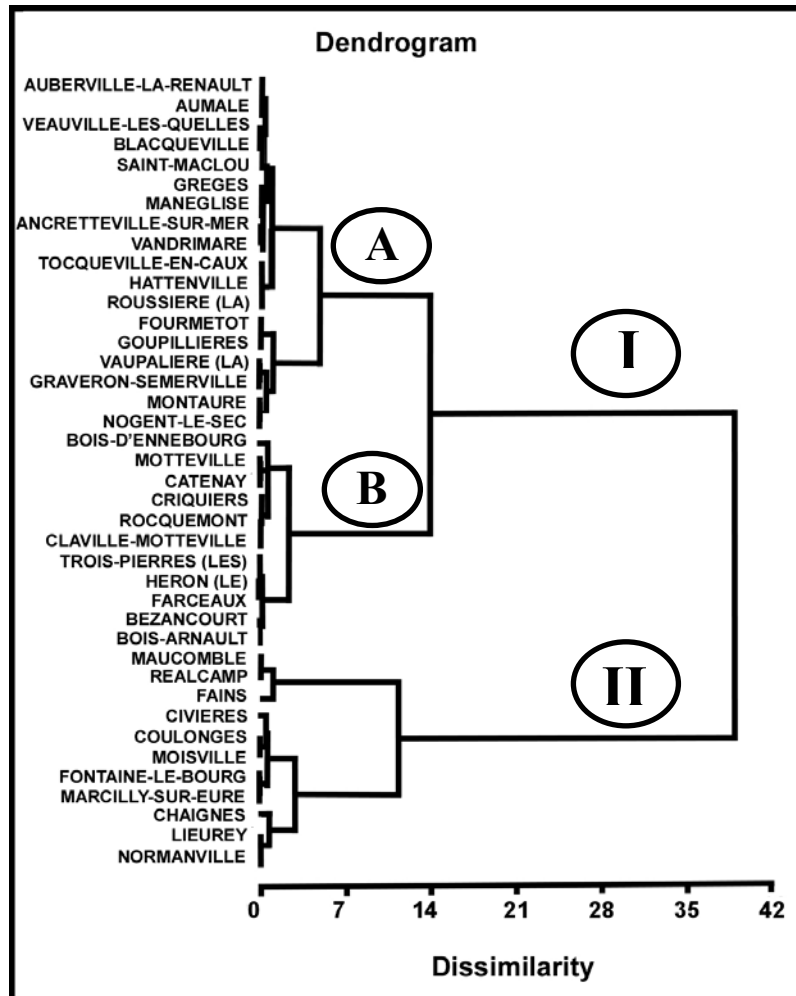 Dendrogram
AUBERVILLE-LA-RENAULT
AUMALE
VEAUVILLE-LES-QUELLES
BLACQUEVILLE
SAINT-MACLOU
GREGES
MANEGLISE
ANCRETTEVILLE-SUR-MER
VANDRIMARE
A
TOCQUEVILLE-EN-CAUX
HATTENVILLE
ROUSSIERE (LA)
FOURMETOT
GOUPILLIERES
I
VAUPALIERE (LA)
GRAVERON-SEMERVILLE
MONTAURE
NOGENT-LE-SEC
BOIS-D'ENNEBOURG
MOTTEVILLE
CATENAY
B
CRIQUIERS
ROCQUEMONT
CLAVILLE-MOTTEVILLE
TROIS-PIERRES (LES)
HERON (LE)
FARCEAUX
BEZANCOURT
BOIS-ARNAULT
MAUCOMBLE
REALCAMP
II
FAINS
CIVIERES
COULONGES
MOISVILLE
FONTAINE-LE-BOURG
MARCILLY-SUR-EURE
CHAIGNES
LIEUREY
NORMANVILLE
0 7 14 21 28 35 42
Dissimilarity